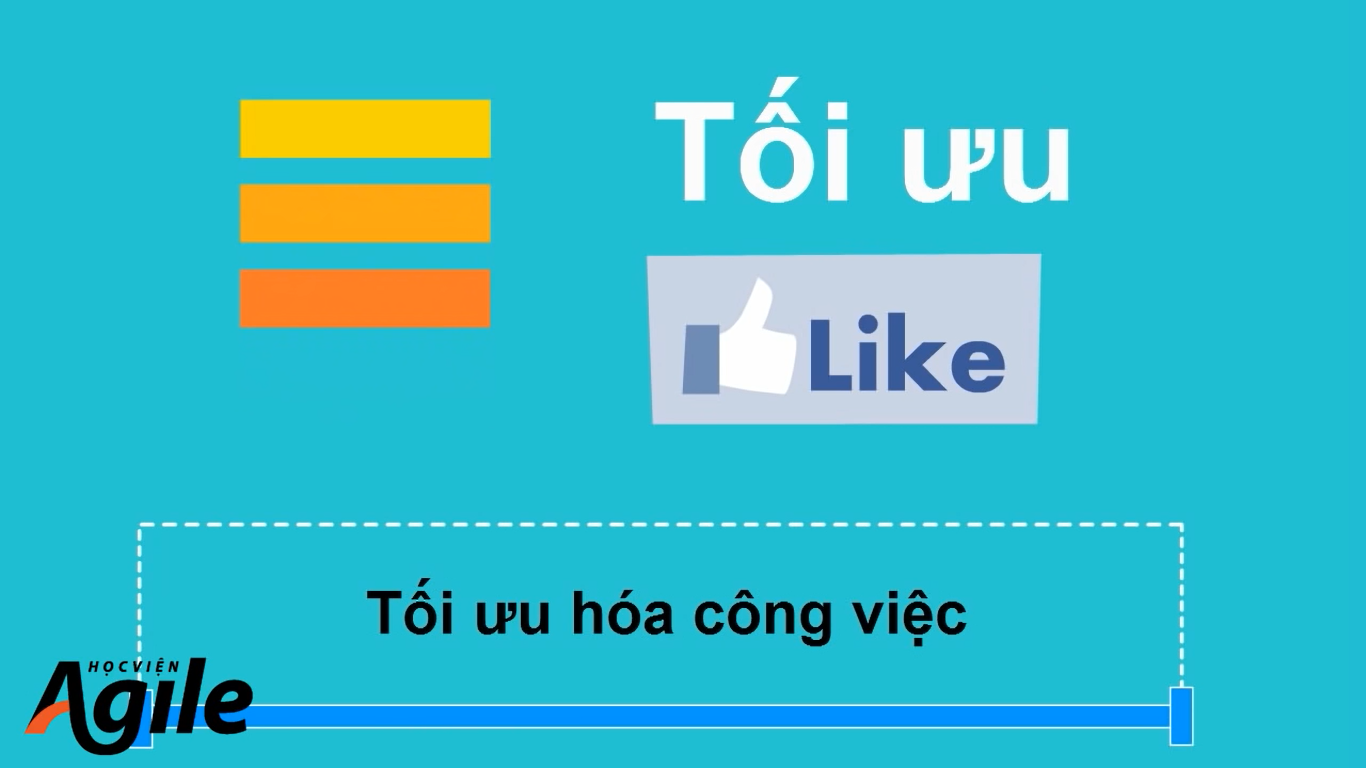 Tối ưu
Like
Tối ưu hóa công việc
HỌC VIỆN
Agile